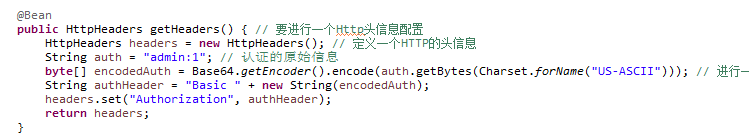 @Bean
public HttpHeaders getHeaders() { // 要进行一个Http头信息配置
HttpHeaders headers = new HttpHeaders(); // 定义一个HTTP的头信息
String auth = "admin:1"; // 认证的原始信息
byte[] encodedAuth = Base64.getEncoder().encode(auth.getBytes(Charset.forName("US-ASCII"))); // 进行一
String authHeader = "Basic " + new String(encodedAuth);
headers.set("Authorization", authHeader);
return headers;
}